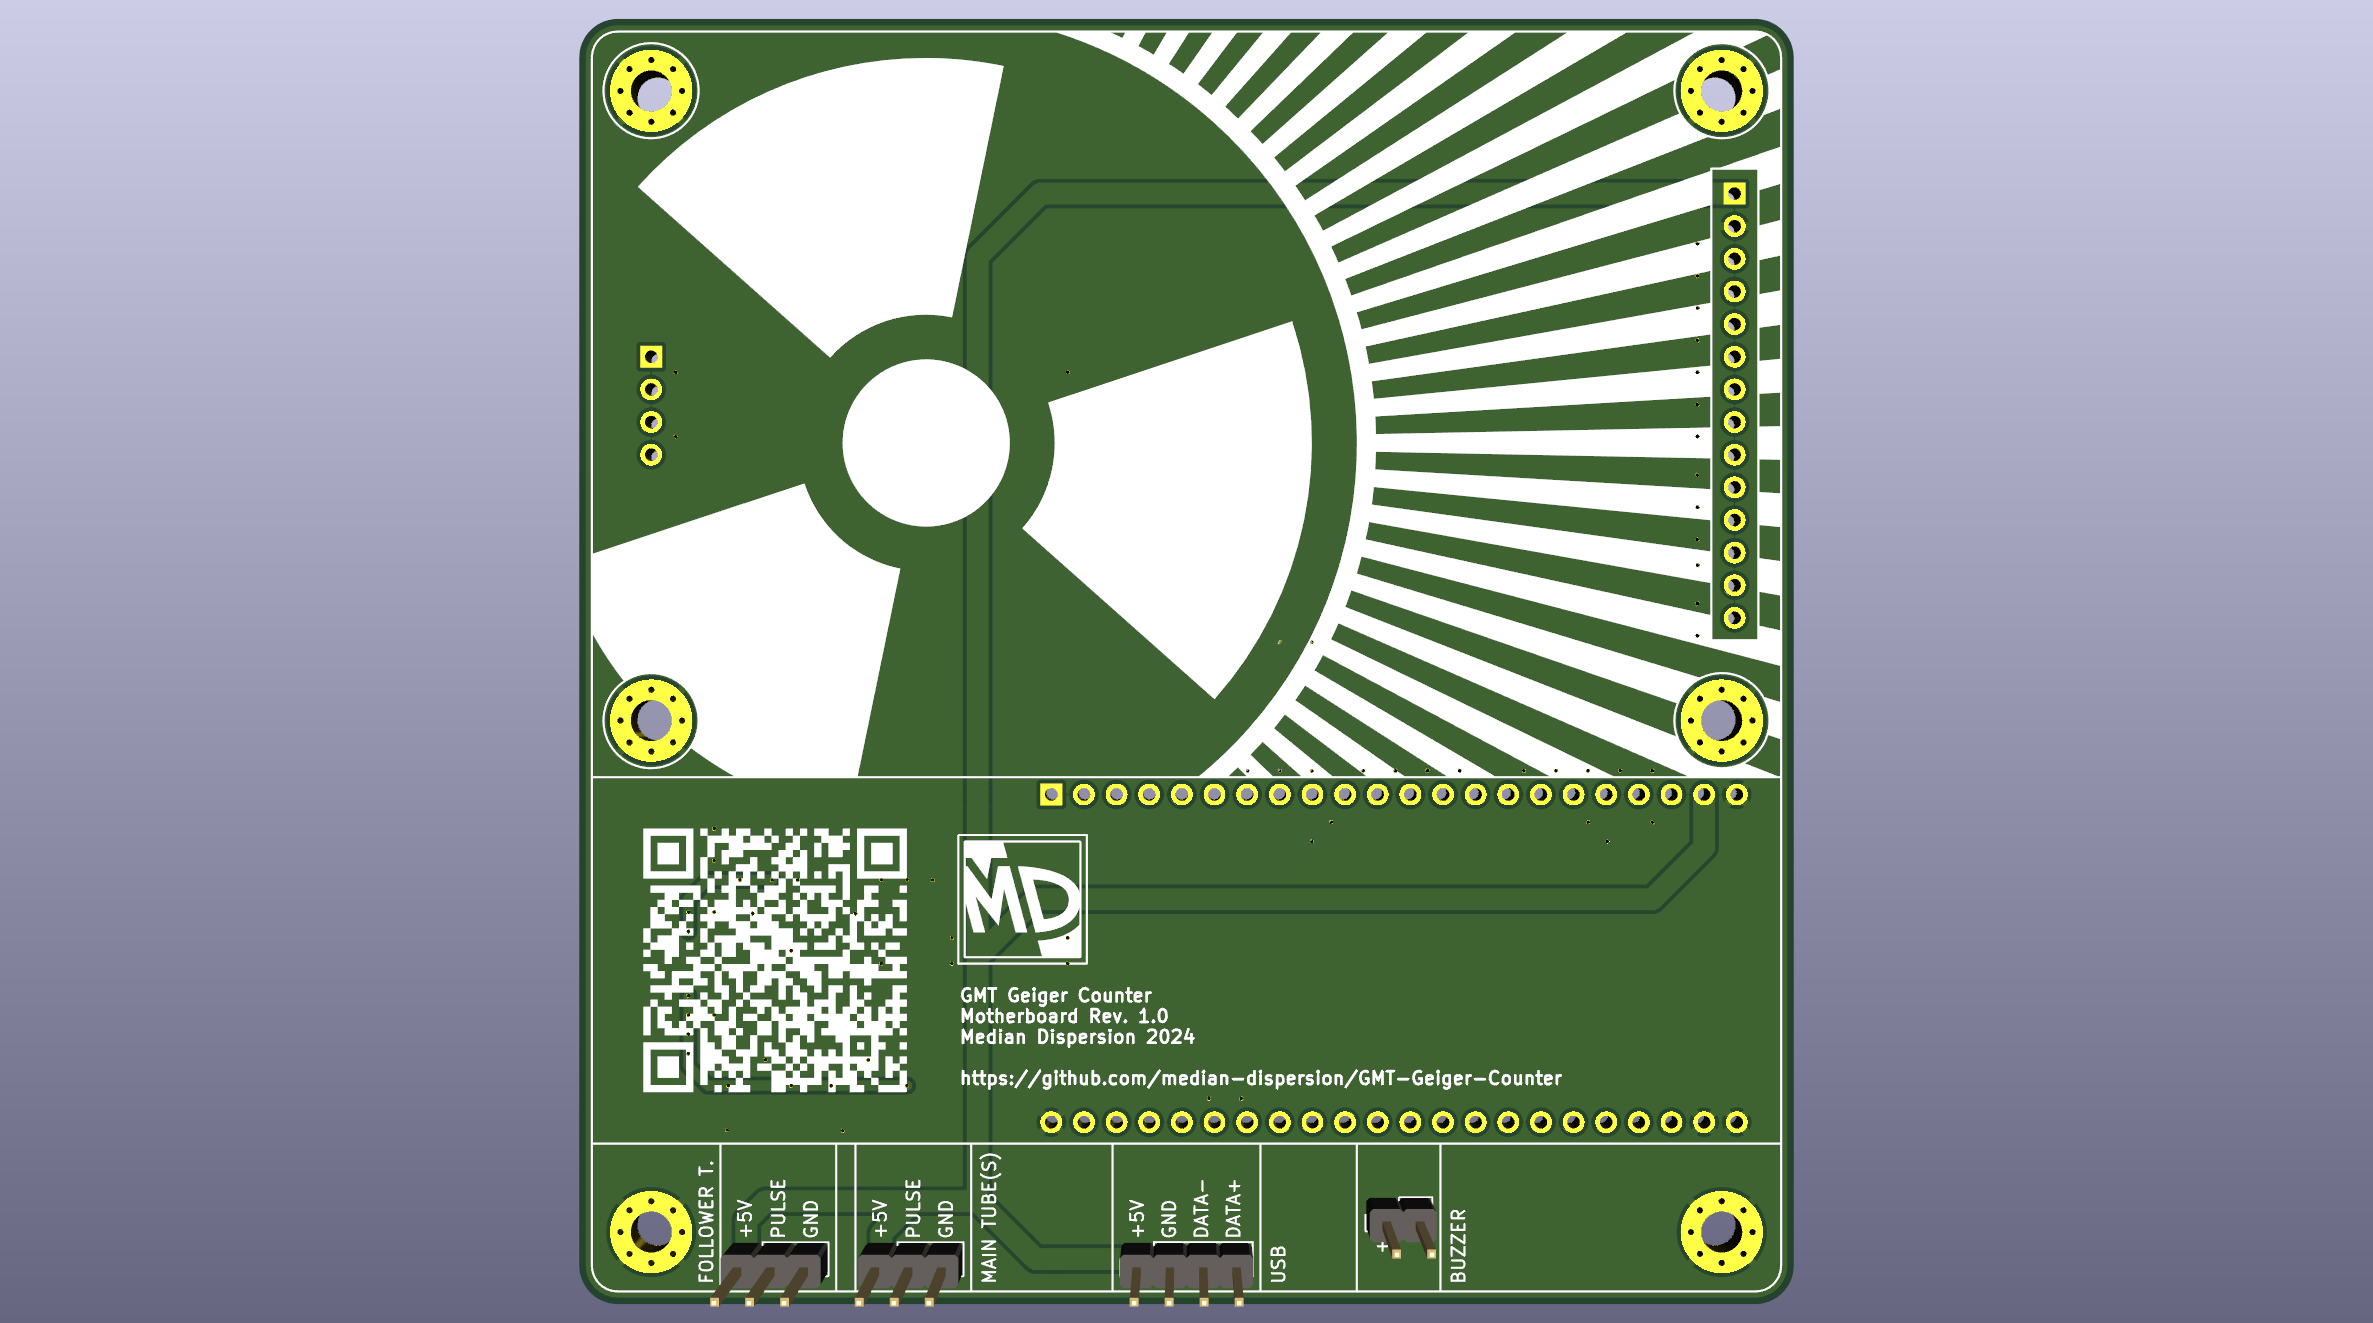 MD
GMT Geiger Counter
Motherboard Rev. 1.0
Median Dispersion 2024
https://github.com/median-dispersion/GMT-Geiger-Counter
FOLLOWER T.
+5V
PULSE
GND
+5V
PULSE
GND
MAIN TUBE(S)
+5V
GND
DATA-
DATA+
USB
+
BUZZER